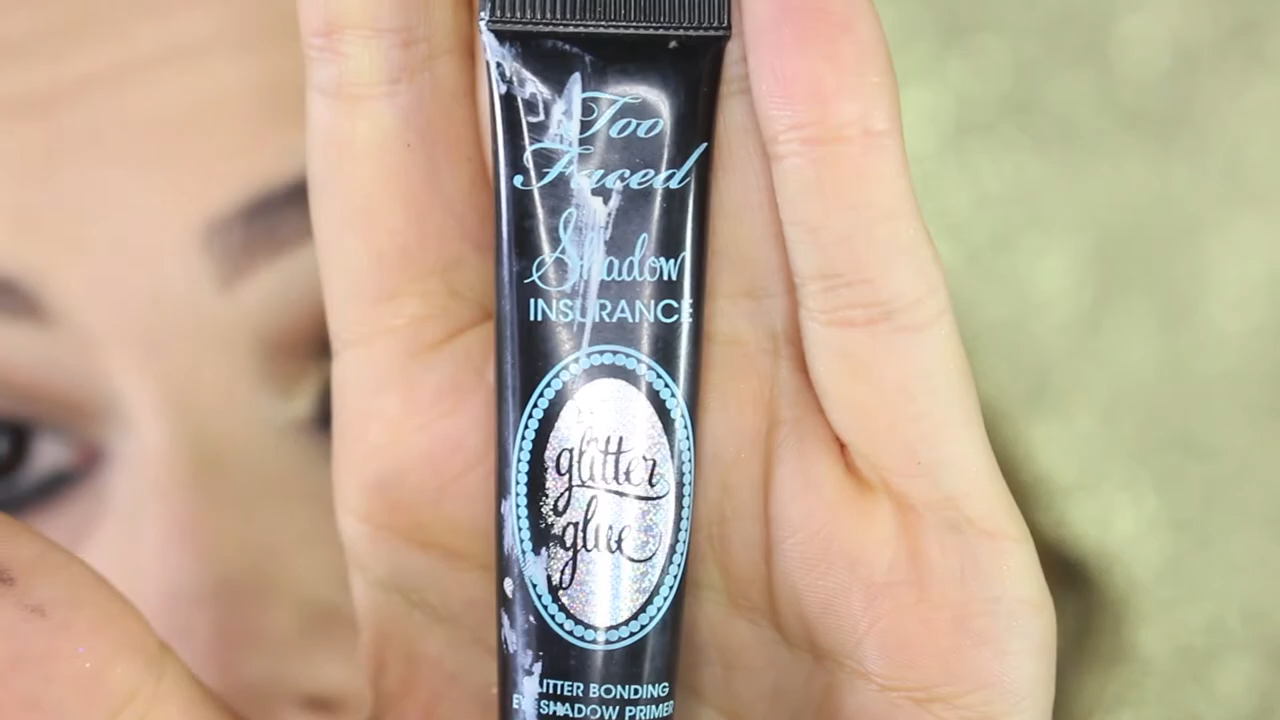 Too
Faced
Shadow
INSURANCE
glitter
glue
LITTER BONDING
EYESHADOW PRIMER